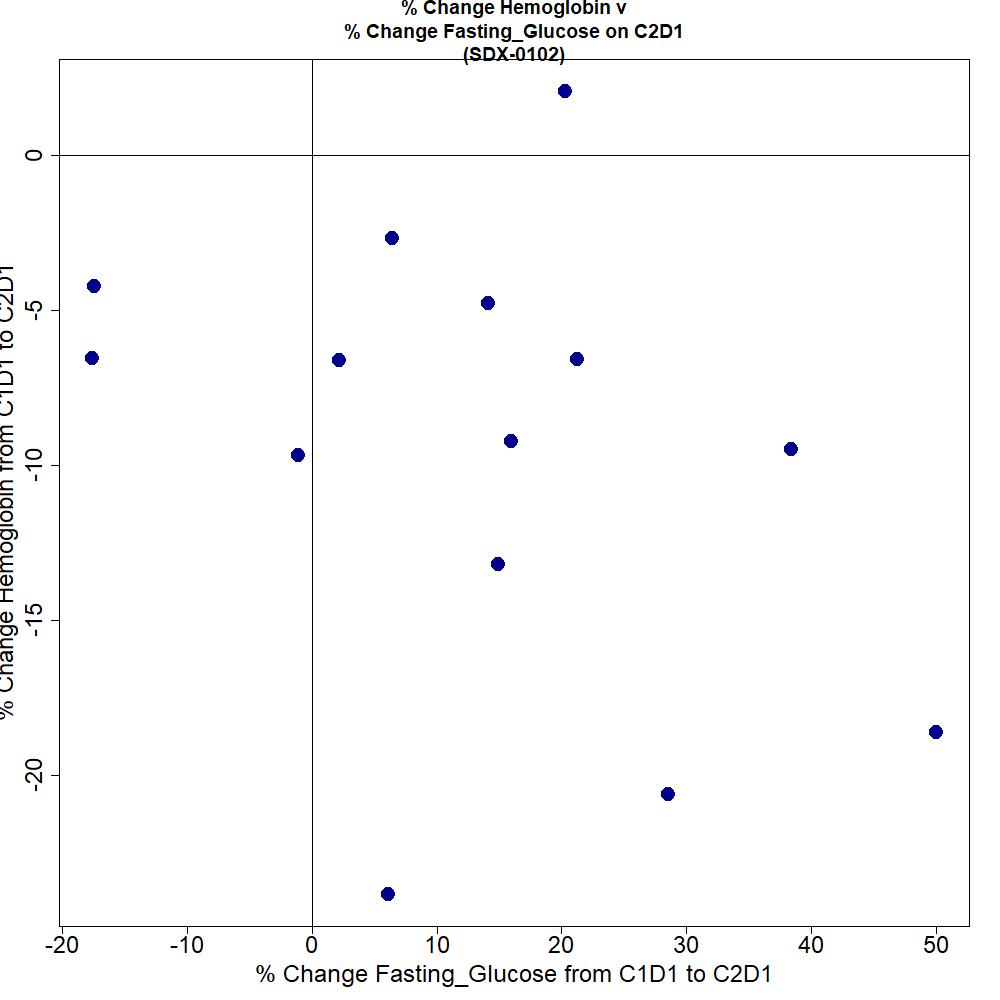 % Change Hemoglobin v
% Change Fasting_Glucose on C2D1
(SDX-0102)
% Change Hemoglobin from C1D1 to C2D1
0
-5
-10
-15
-20
-20
-10
0
10
20
30
40
50
% Change Fasting_Glucose from C1D1 to C2D1